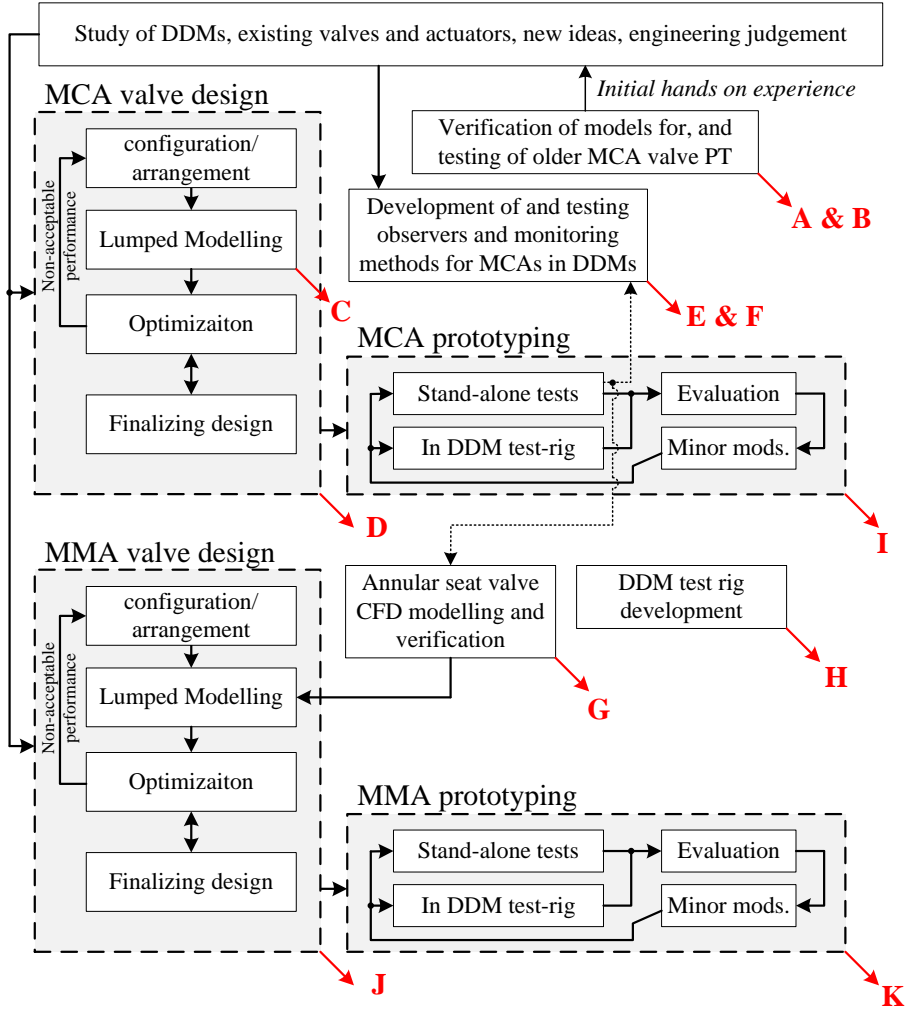 Study of DDMs, existing valves and actuators, new ideas, engineering judgement
Initial hands on experience
Verification of models for, and
testing of older MCA valve PT
A & B
MCA valve design
configuration/
arrangement
Non-acceptable
performance
Lumped Modelling
C
Optimizaiton
Finalizing design
D
Development of and testing
observers and monitoring
methods for MCAs in DDMs
E & F
MCA prototyping
Stand-alone tests
Evaluation
In DDM test-rig
Minor mods.
I
MMA valve design
configuration/
arrangement
Non-acceptable
performance
Lumped Modelling
Optimizaiton
Finalizing design
J
Annular seat valve
CFD modelling and
verification
G
DDM test rig
development
H
MMA prototyping
Stand-alone tests
Evaluation
In DDM test-rig
Minor mods.
K